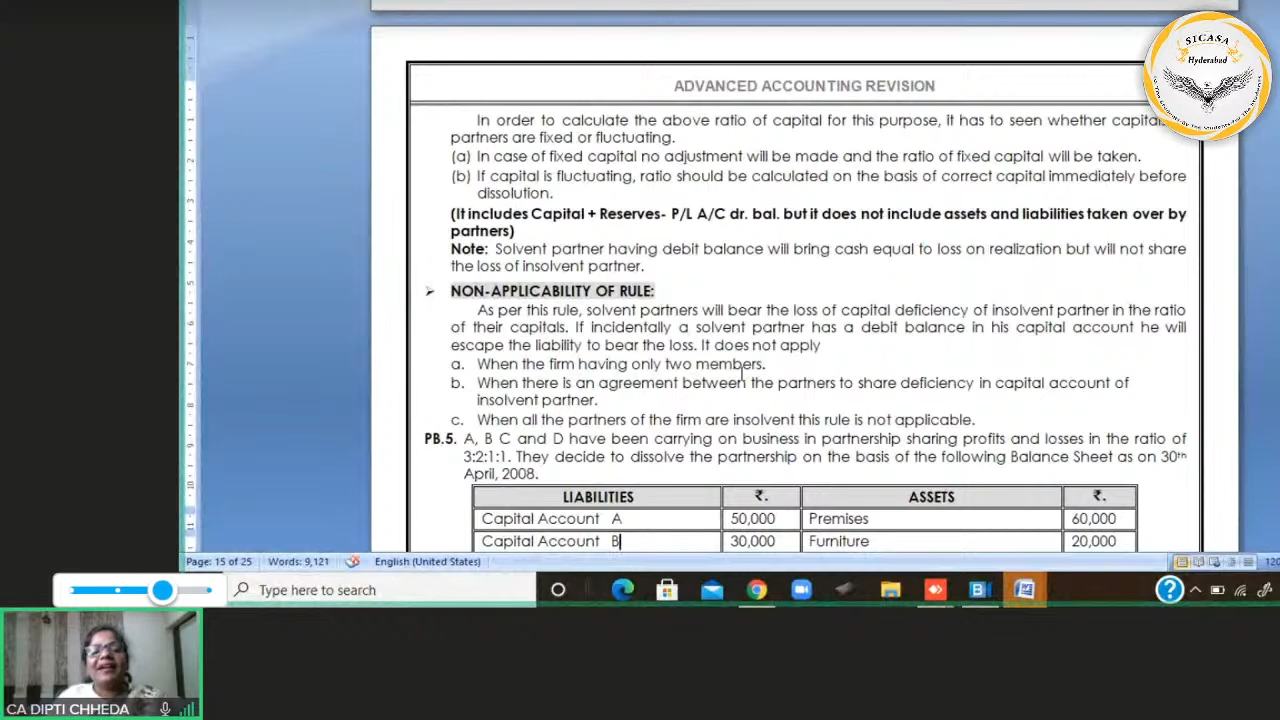 STCASA
Hyderabad
ADVANCED ACCOUNTING REVISION
In order to calculate the above ratio of capital for this purpose, it has to seen whether capital
partners are fixed or fluctuating.
(a) In case of fixed capital no adjustment will be made and the ratio of fixed capital will be taken.
(b) If capital is fluctuating, ratio should be calculated on the basis of correct capital immediately before
dissolution.
(It includes Capital + Reserves- P/L A/C dr. bal. but it does not include assets and liabilities taken over by
partners)
Note: Solvent partner having debit balance will bring cash equal to loss on realization but will not share
the loss of insolvent partner.
➢ NON-APPLICABILITY OF RULE:
As per this rule, solvent partners will bear the loss of capital deficiency of insolvent partner in the ratio
of their capitals. If incidentally a solvent partner has a debit balance in his capital account he will
escape the liability to bear the loss. It does not apply
a. When the firm having only two members.
b. When there is an agreement between the partners to share deficiency in capital account of
insolvent partner.
c. When all the partners of the firm are insolvent this rule is not applicable.
PB.5. A, B C and D have been carrying on business in partnership sharing profits and losses in the ratio of
3:2:1:1. They decide to dissolve the partnership on the basis of the following Balance Sheet as on 30th
April, 2008.
LIABILITIES ₹. ASSETS ₹.
Capital Account A 50,000 Premises 60,000
Capital Account B 30,000 Furniture 20,000
Page: 15 of 25 Words: 9,121 English (United States) 120
Type here to search
CA DIPTI CHHEDA